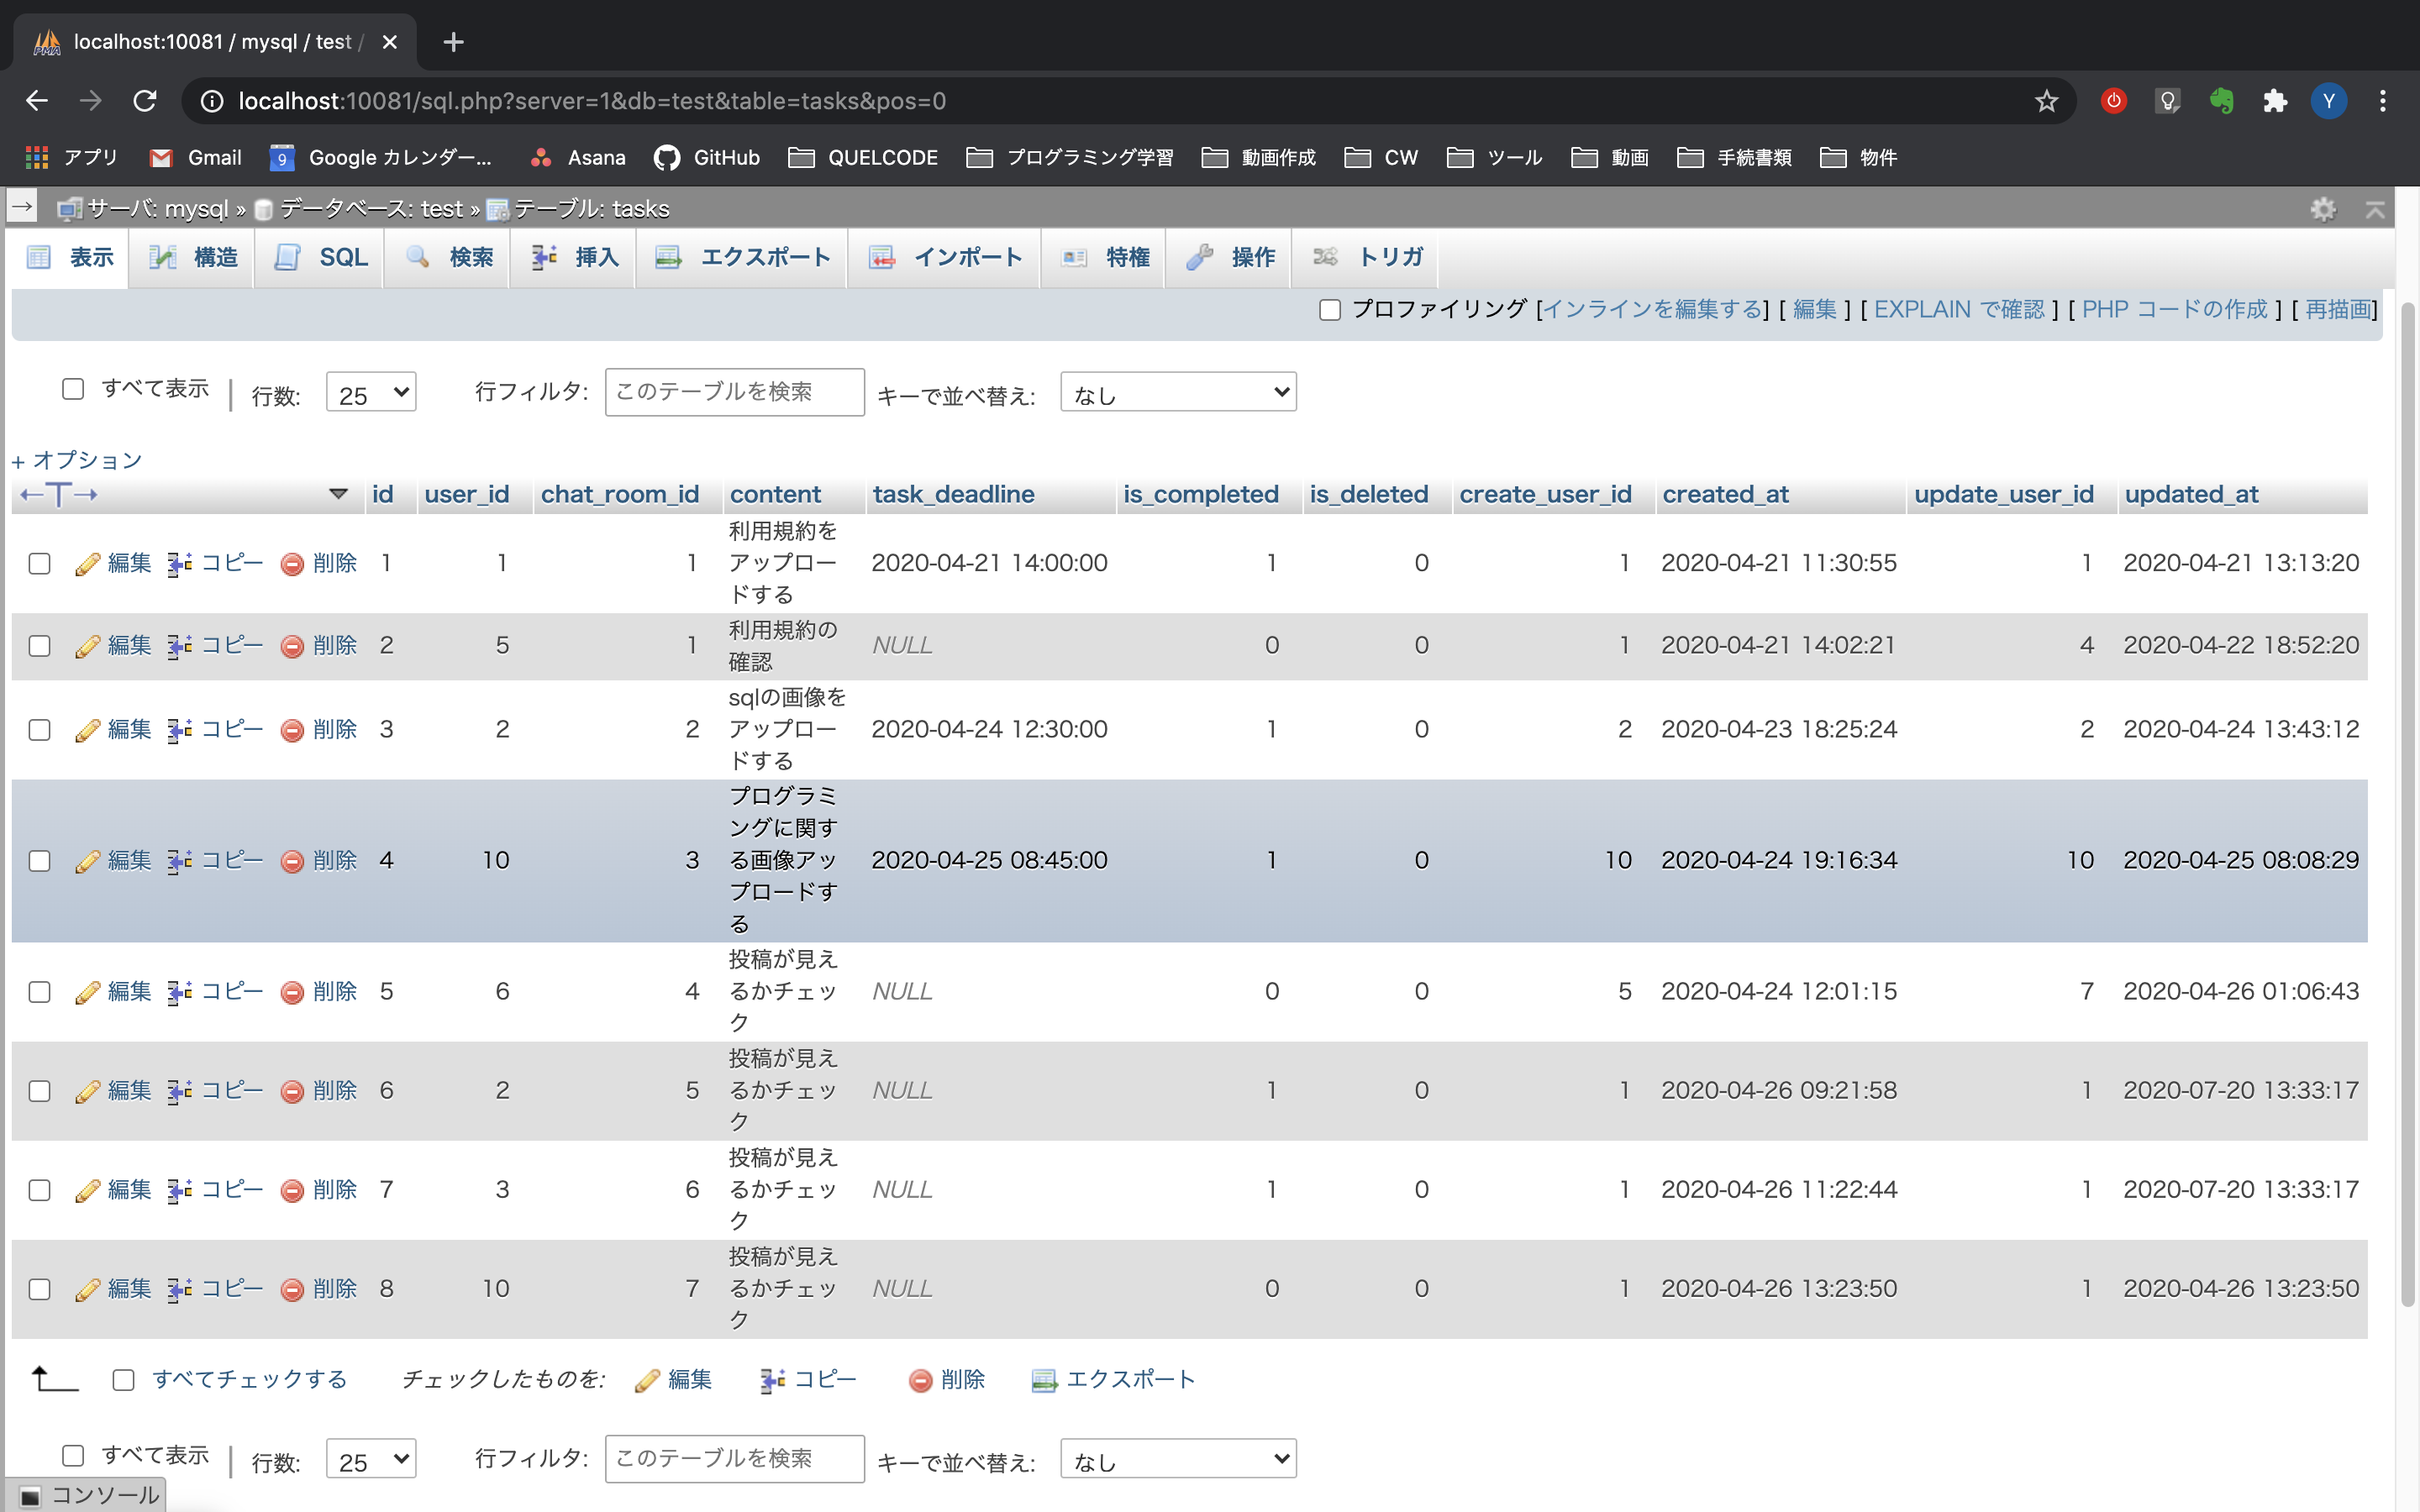 localhost:10081 / mysql / test /
localhost:10081/sql.php?server=1&db=test&table=tasks&pos=0
Y
アプリ Gmail 9 Google カレンダー... Asana GitHub QUELCODE プログラミング学習 動画作成 CW ツール 動画 手続書類 物件
サーバ: mysql » データベース: test » テーブル: tasks
表示 構造 SQL 検索 挿入 エクスポート インポート 特権 操作 トリガ
プロファイリング [インラインを編集する] [ 編集 ] [ EXPLAIN で確認 ] [ PHP コードの作成 ] [ 再描画]
すべて表示 | 行数: 25 行フィルタ: このテーブルを検索 キーで並べ替え: なし
+ オプション
←T→ id user_id chat_room_id content task_deadline is_completed is_deleted create_user_id created_at update_user_id updated_at
利用規約を
編集 コピー 削除 1 1 1 アップロー 2020-04-21 14:00:00 1 0 1 2020-04-21 11:30:55 1 2020-04-21 13:13:20
ドする
利用規約の
編集 コピー 削除 2 5 1 NULL 0 0 1 2020-04-21 14:02:21 4 2020-04-22 18:52:20
確認
sqlの画像を
編集 コピー 削除 3 2 2 アップロー 2020-04-24 12:30:00 1 0 2 2020-04-23 18:25:24 2 2020-04-24 13:43:12
ドする
プログラミ
ングに関す
編集 コピー 削除 4 10 3 る画像アッ 2020-04-25 08:45:00 1 0 10 2020-04-24 19:16:34 10 2020-04-25 08:08:29
プロードす
る
投稿が見え
編集 コピー 削除 5 6 4 るかチェッ NULL 0 0 5 2020-04-24 12:01:15 7 2020-04-26 01:06:43
ク
投稿が見え
編集 コピー 削除 6 2 5 るかチェッ NULL 1 0 1 2020-04-26 09:21:58 1 2020-07-20 13:33:17
ク
投稿が見え
編集 コピー 削除 7 3 6 るかチェッ NULL 1 0 1 2020-04-26 11:22:44 1 2020-07-20 13:33:17
ク
投稿が見え
編集 コピー 削除 8 10 7 るかチェッ NULL 0 0 1 2020-04-26 13:23:50 1 2020-04-26 13:23:50
ク
すべてチェックする チェックしたものを: 編集 コピー 削除 エクスポート
すべて表示 | 行数: 25 行フィルタ: このテーブルを検索 キーで並べ替え: なし
コンソール